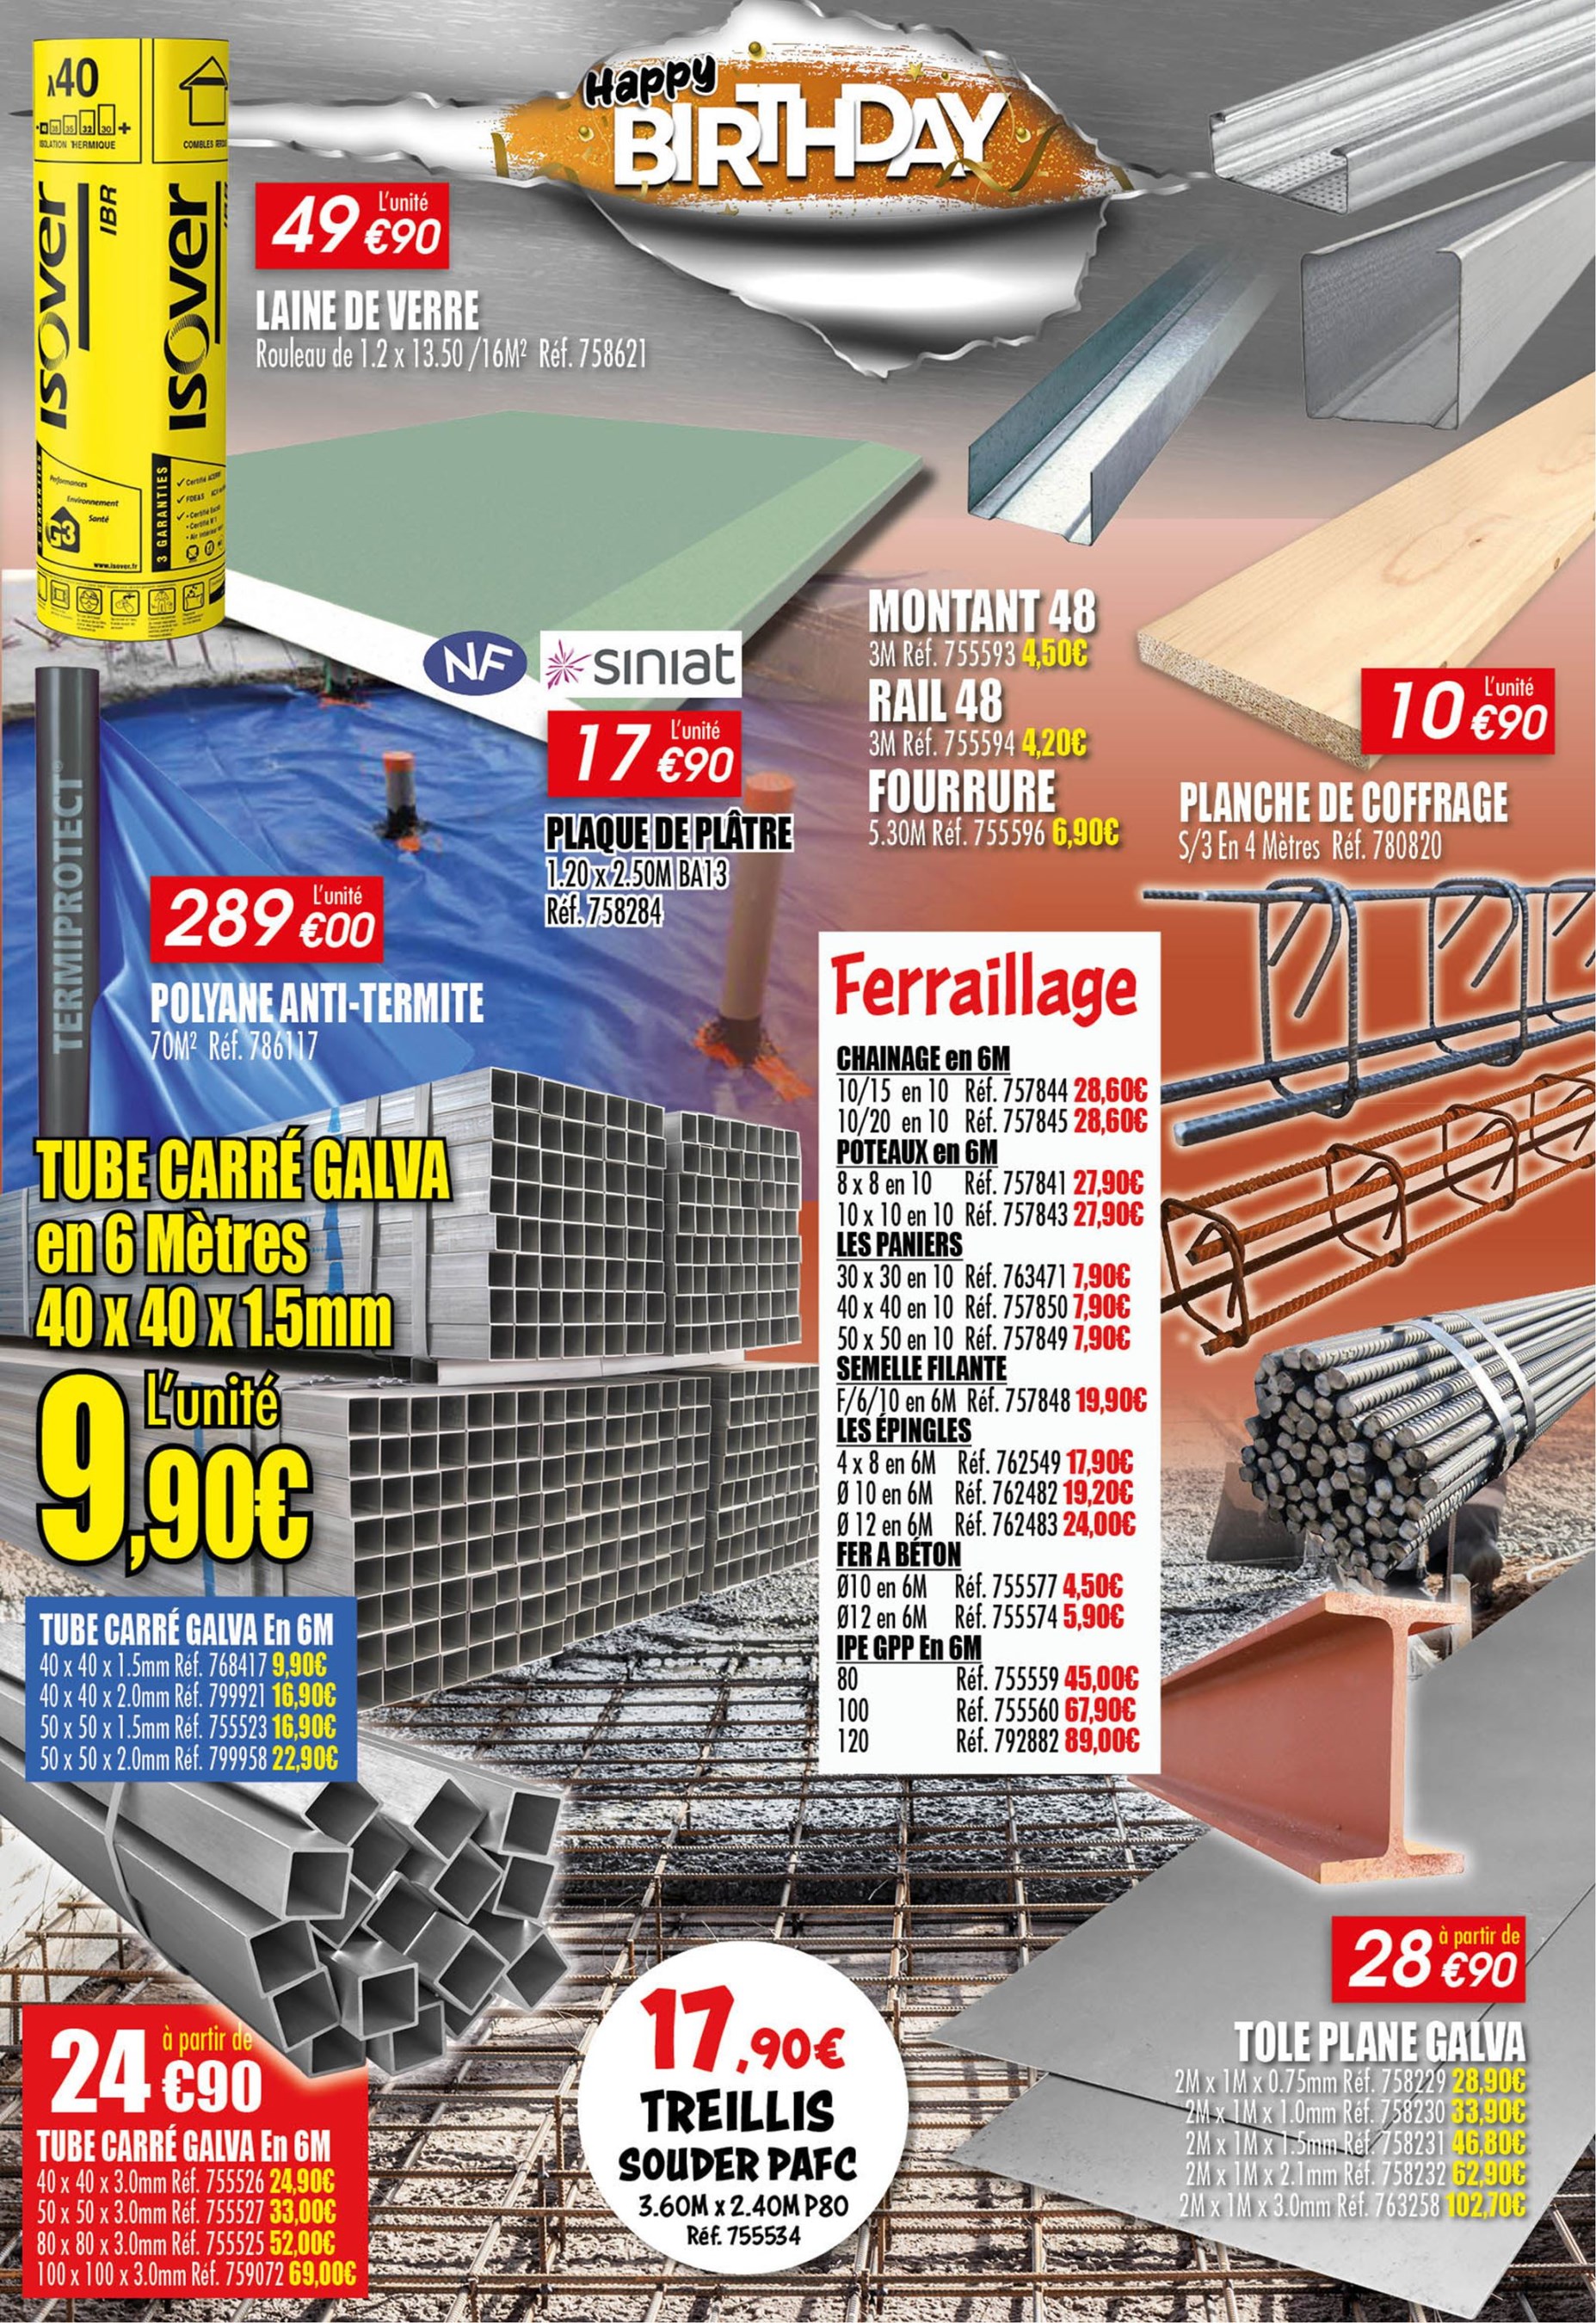 Happy
BIRTHDAY
λ40
ISOLATION THERMIQUE
isover
IBR
isover
3 GARANTIES
Performances
Environnement
Santé
G3
www.isover.fr
L'unité
49 €90
LAINE DE VERRE
Rouleau de 1.2 x 13.50 /16M² Réf. 758621
NF
siniat
L'unité
17 €90
PLAQUE DE PLÂTRE
1.20 x 2.50M BA13
Réf. 758284
MONTANT 48
3M Réf. 755593 4,50€
RAIL 48
3M Réf. 755594 4,20€
FOURRURE
5.30M Réf. 755596 6,90€
L'unité
10 €90
PLANCHE DE COFFRAGE
S/3 En 4 Mètres Réf. 780820
TERMIPROTECT®
L'unité
289 €00
POLYANE ANTI-TERMITE
70M² Réf. 786117
TUBE CARRÉ GALVA
en 6 Mètres
40 x 40 x 1.5mm
L'unité
9,90€
TUBE CARRÉ GALVA En 6M
40 x 40 x 1.5mm Réf. 768417 9,90€
40 x 40 x 2.0mm Réf. 799921 16,90€
50 x 50 x 1.5mm Réf. 755523 16,90€
50 x 50 x 2.0mm Réf. 799958 22,90€
Ferraillage
CHAINAGE en 6M
10/15 en 10 Réf. 757844 28,60€
10/20 en 10 Réf. 757845 28,60€
POTEAUX en 6M
8 x 8 en 10 Réf. 757841 27,90€
10 x 10 en 10 Réf. 757843 27,90€
LES PANIERS
30 x 30 en 10 Réf. 763471 7,90€
40 x 40 en 10 Réf. 757850 7,90€
50 x 50 en 10 Réf. 757849 7,90€
SEMELLE FILANTE
F/6/10 en 6M Réf. 757848 19,90€
LES ÉPINGLES
4 x 8 en 6M Réf. 762549 17,90€
Ø 10 en 6M Réf. 762482 19,20€
Ø 12 en 6M Réf. 762483 24,00€
FER A BÉTON
Ø10 en 6M Réf. 755577 4,50€
Ø12 en 6M Réf. 755574 5,90€
IPE GPP En 6M
80 Réf. 755559 45,00€
100 Réf. 755560 67,90€
120 Réf. 792882 89,00€
à partir de
24 €90
TUBE CARRÉ GALVA En 6M
40 x 40 x 3.0mm Réf. 755526 24,90€
50 x 50 x 3.0mm Réf. 755527 33,00€
80 x 80 x 3.0mm Réf. 755525 52,00€
100 x 100 x 3.0mm Réf. 759072 69,00€
17,90€
TREILLIS
SOUDER PAFC
3.60M x 2.40M P80
Réf. 755534
à partir de
28 €90
TOLE PLANE GALVA
2M x 1M x 0.75mm Réf. 758229 28,90€
2M x 1M x 1.0mm Réf. 758230 33,90€
2M x 1M x 1.5mm Réf. 758231 46,80€
2M x 1M x 2.1mm Réf. 758232 62,90€
2M x 1M x 3.0mm Réf. 763258 102,70€